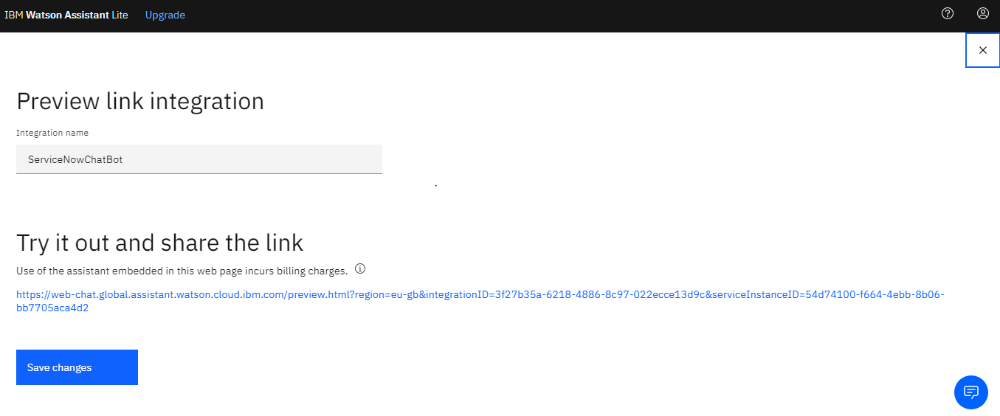 IBM Watson Assistant Lite Upgrade
Preview link integration
Integration name
ServiceNowChatBot
Try it out and share the link
Use of the assistant embedded in this web page incurs billing charges.
https://web-chat.global.assistant.watson.cloud.ibm.com/preview.html?region=eu-gb&integrationID=3f27b35a-6218-4886-8c97-022ecce13d9c&serviceInstanceID=54d74100-f664-4ebb-8b06-
bb7705aca4d2
Save changes